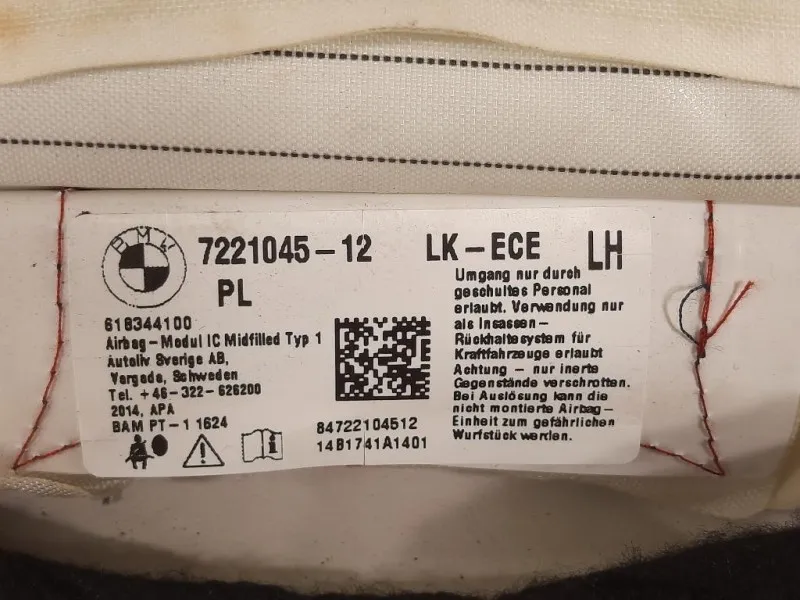 BMW
7221045-12 LK-ECE LH
PL
618344100
Airbag-Modul IC Midfilled Typ 1
Autoliv Sverige AB,
Vargada, Schweden
Tel. +46-322-626200
2014, APA
BAM PT-1 1624
84722104512
14B1741A1401
Umgang nur durch
geschultes Personal
erlaubt. Verwendung nur
als Insassen-
Rückhaltesystem für
Kraftfahrzeuge erlaubt
Achtung - nur inerte
Gegenstände verschrotten.
Bei Auslösung kann die
nicht montierte Airbag-
Einheit zum gefährlichen
Wurfstück werden.